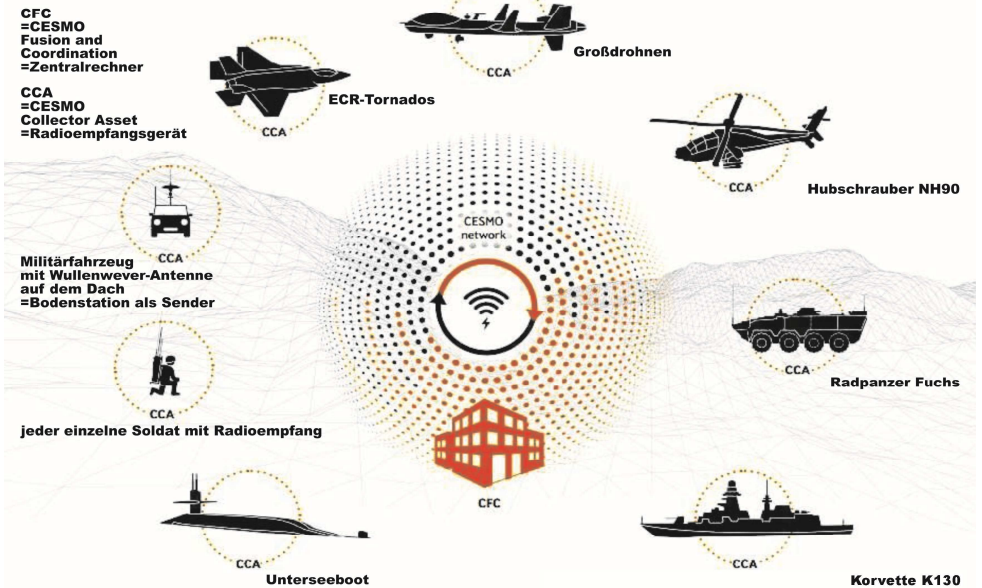 CFC
=CESMO
Fusion and
Coordination
=Zentralrechner
CCA
=CESMO
Collector Asset
=Radioempfangsgerät
CCA
Großdrohnen
CCA
ECR-Tornados
CCA
Hubschrauber NH90
CESMO
network
CCA
Militärfahrzeug
mit Wullenwever-Antenne
auf dem Dach
=Bodenstation als Sender
CCA
Radpanzer Fuchs
CCA
jeder einzelne Soldat mit Radioempfang
CFC
CCA
Unterseeboot
CCA
Korvette K130